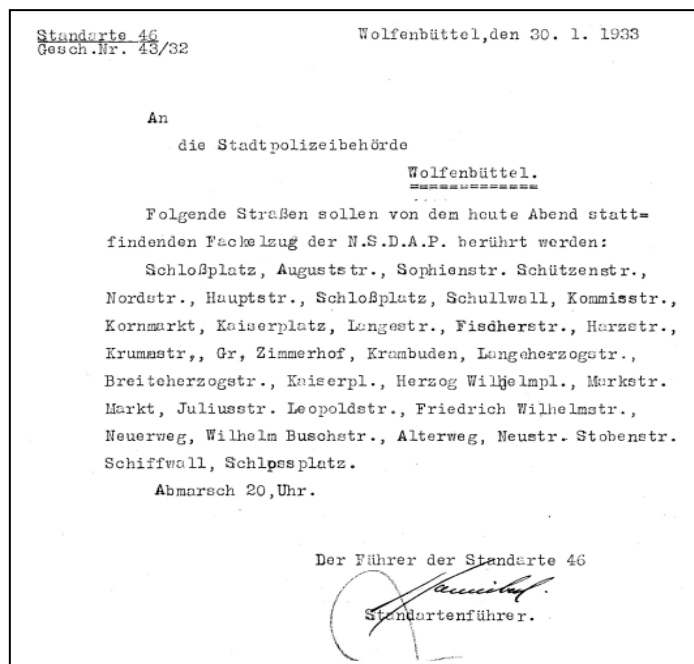 Standarte 46
Wolfenbüttel,den 30. 1. 1933
Gesch.Nr. 43/32
An
die Stadtpolizeibehörde
Wolfenbüttel.
=============
Folgende Straßen sollen von dem heute Abend statt=
findenden Fackelzug der N.S.D.A.P. berührt werden:
Schloßplatz, Auguststr., Sophienstr. Schützenstr.,
Nordstr., Hauptstr., Schloßplatz, Schullwall, Kommisstr.,
Kornmarkt, Kaiserplatz, Langestr., Fischerstr., Harzstr.,
Krummstr,, Gr, Zimmerhof, Krambuden, Langeherzogstr.,
Breiteherzogstr., Kaiserpl., Herzog Wilhelmpl., Markstr.
Markt, Juliusstr. Leopoldstr., Friedrich Wilhelmstr.,
Neuerweg, Wilhelm Buschstr., Alterweg, Neustr. Stobenstr.
Schiffwall, Schlossplatz.
Abmarsch 20,Uhr.
Der Führer der Standarte 46
Standartenführer.